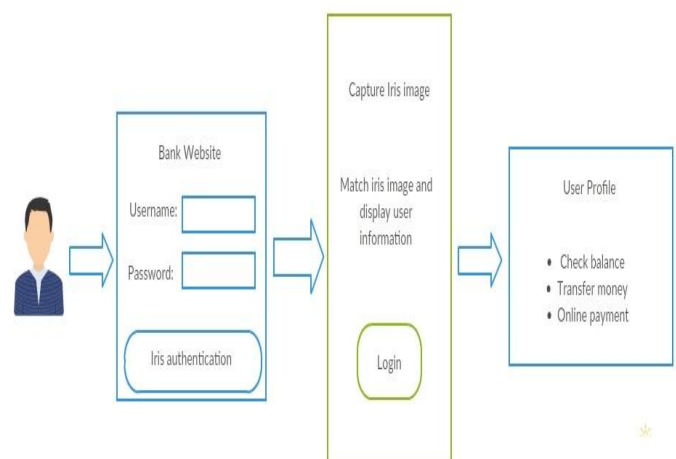 Bank Website
Username:
Password:
Iris authentication
Capture Iris image
Match iris image and
display user
information
Login
User Profile
• Check balance
• Transfer money
• Online payment